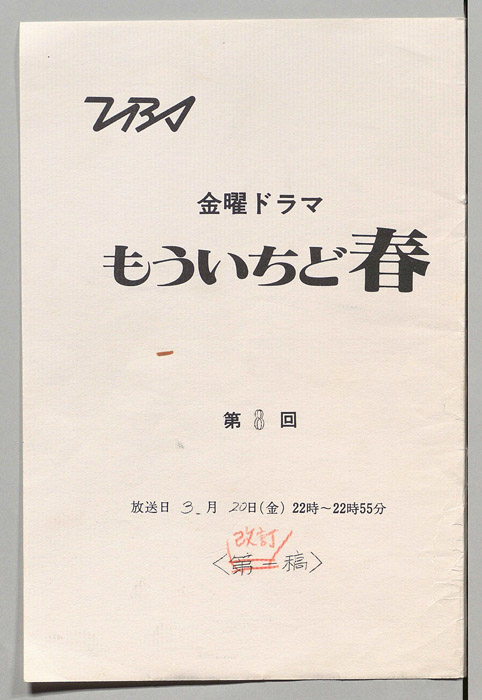 TBS
金曜ドラマ
もういちど春
第8回
放送日 3月 20日(金) 22時～22時55分
改訂
<第一稿>